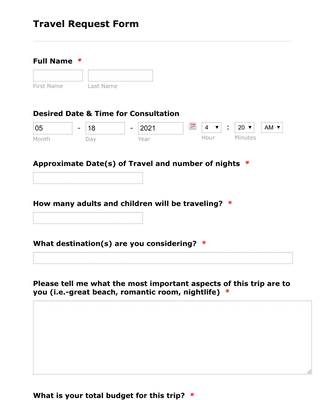 Travel Request Form
Full Name *
First Name Last Name
Desired Date & Time for Consultation
05 - 18 - 2021 4 : 20 AM
Month Day Year Hour Minutes
Approximate Date(s) of Travel and number of nights *
How many adults and children will be traveling? *
What destination(s) are you considering? *
Please tell me what the most important aspects of this trip are to
you (i.e.-great beach, romantic room, nightlife) *
What is your total budget for this trip? *